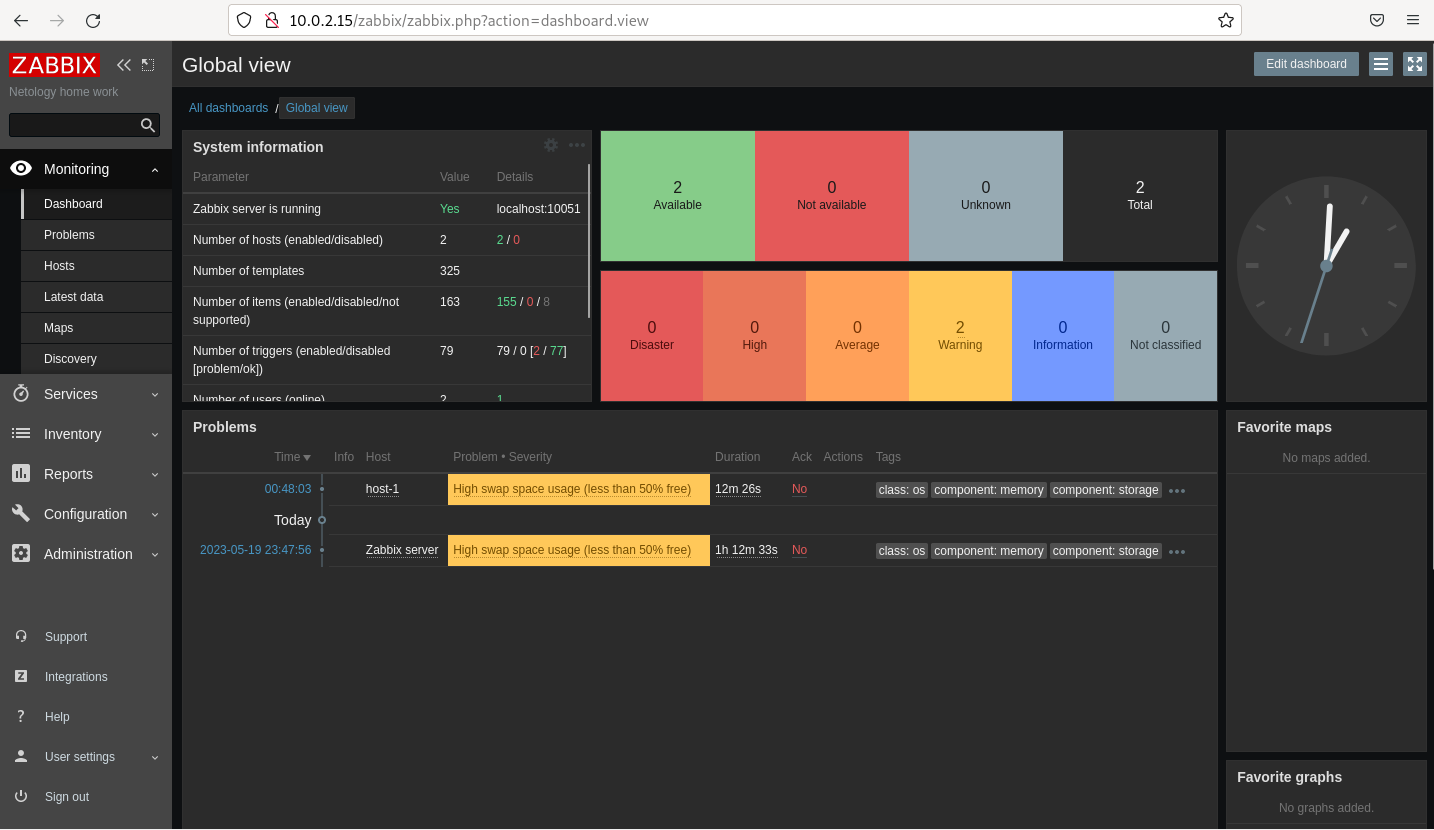 10.0.2.15/zabbix/zabbix.php?action=dashboard.view
ZABBIX
Netology home work
Monitoring
Dashboard
Problems
Hosts
Latest data
Maps
Discovery
Services
Inventory
Reports
Configuration
Administration
Support
Integrations
Help
User settings
Sign out
Global view
Edit dashboard
All dashboards / Global view
System information
Parameter Value Details
Zabbix server is running Yes localhost:10051
Number of hosts (enabled/disabled) 2 2 / 0
Number of templates 325
Number of items (enabled/disabled/not 163 155 / 0 / 8
supported)
Number of triggers (enabled/disabled 79 79 / 0 [2 / 77]
[problem/ok])
Number of users (online) 2 1
2 0 0 2
Available Not available Unknown Total
0 0 0 2 0 0
Disaster High Average Warning Information Not classified
Problems
Time Info Host Problem • Severity Duration Ack Actions Tags
00:48:03 host-1 High swap space usage (less than 50% free) 12m 26s No class: os component: memory component: storage
Today
2023-05-19 23:47:56 Zabbix server High swap space usage (less than 50% free) 1h 12m 33s No class: os component: memory component: storage
Favorite maps
No maps added.
Favorite graphs
No graphs added.